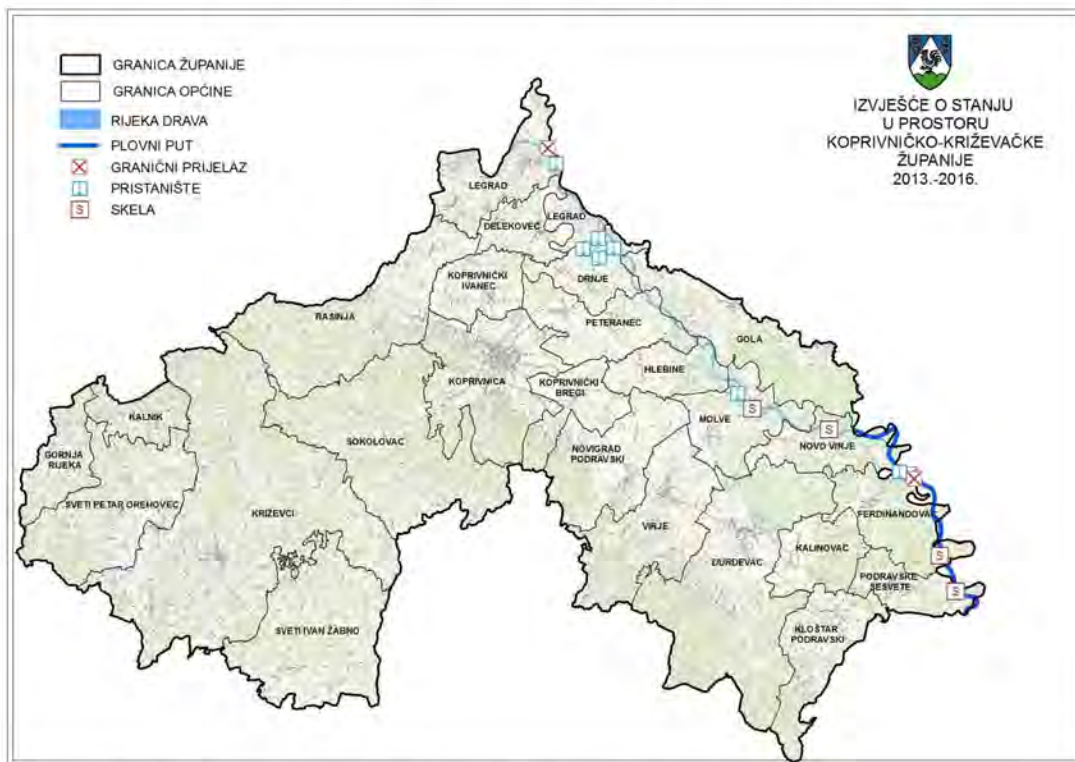 GRANICA ŽUPANIJE
GRANICA OPĆINE
RIJEKA DRAVA
PLOVNI PUT
GRANIČNI PRIJELAZ
PRISTANIŠTE
S SKELA
IZVJEŠĆE O STANJU
U PROSTORU
KOPRIVNIČKO-KRIŽEVAČKE
ŽUPANIJE
2013.-2016.
LEGRAD
LEGRAD
ĐELEKOVEC
DRNJE
KOPRIVNIČKI
IVANEC
RASINJA
PETERANEC
GOLA
HLEBINE
KOPRIVNICA
KOPRIVNIČKI
BREGI
S
MOLVE
S
KALNIK
SOKOLOVAC
NOVIGRAD
PODRAVSKI
NOVO VIRJE
GORNJA
RIJEKA
SVETI PETAR OREHOVEC
KRIŽEVCI
FERDINANDOVAC
VIRJE
ĐURĐEVAC
KALINOVAC
S
PODRAVSKE
SESVETE
S
SVETI IVAN ŽABNO
KLOŠTAR
PODRAVSKI